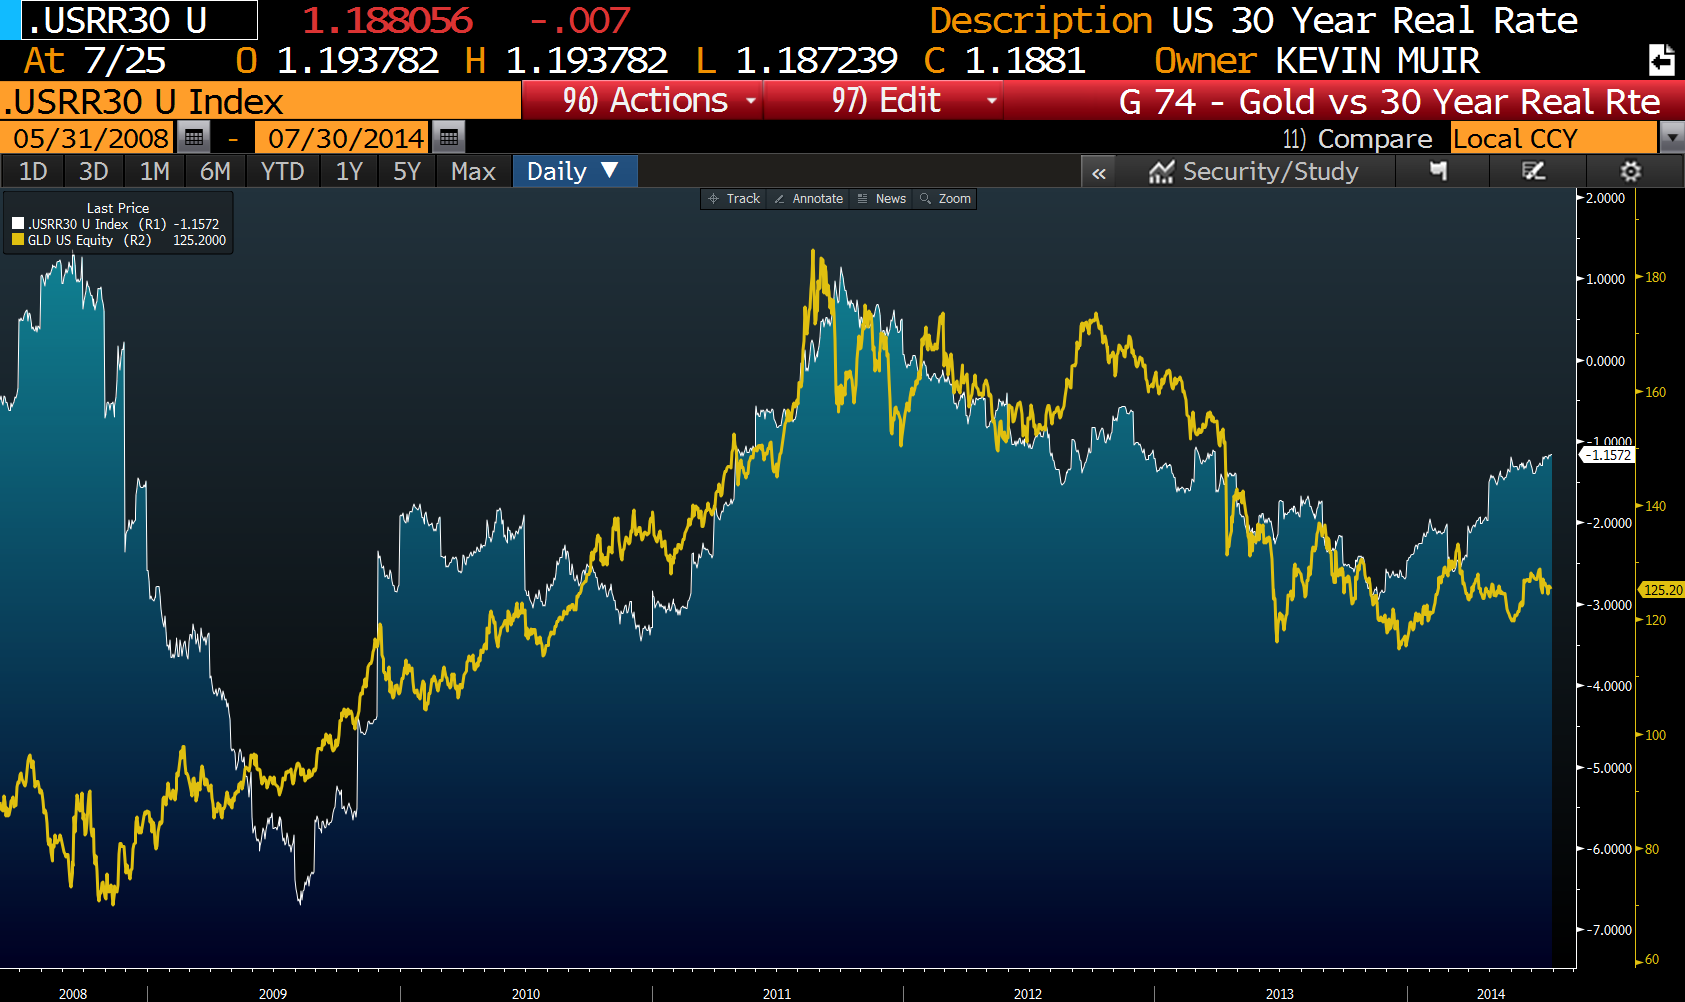 .USRR30 U 1.188056 -.007 Description US 30 Year Real Rate
At 7/25 O 1.193782 H 1.193782 L 1.187239 C 1.1881 Owner KEVIN MUIR
.USRR30 U Index 96) Actions 97) Edit G 74 - Gold vs 30 Year Real Rte
05/31/2008 - 07/30/2014 11) Compare Local CCY
1D 3D 1M 6M YTD 1Y 5Y Max Daily ▼ « Security/Study
Track Annotate News Zoom
Last Price
.USRR30 U Index (R1) -1.1572
GLD US Equity (R2) 125.2000
2.0000
180
1.0000
0.0000
160
-1.0000
-1.1572
140
-2.0000
125.20
-3.0000
120
-4.0000
100
-5.0000
-6.0000
80
-7.0000
60
2008 2009 2010 2011 2012 2013 2014